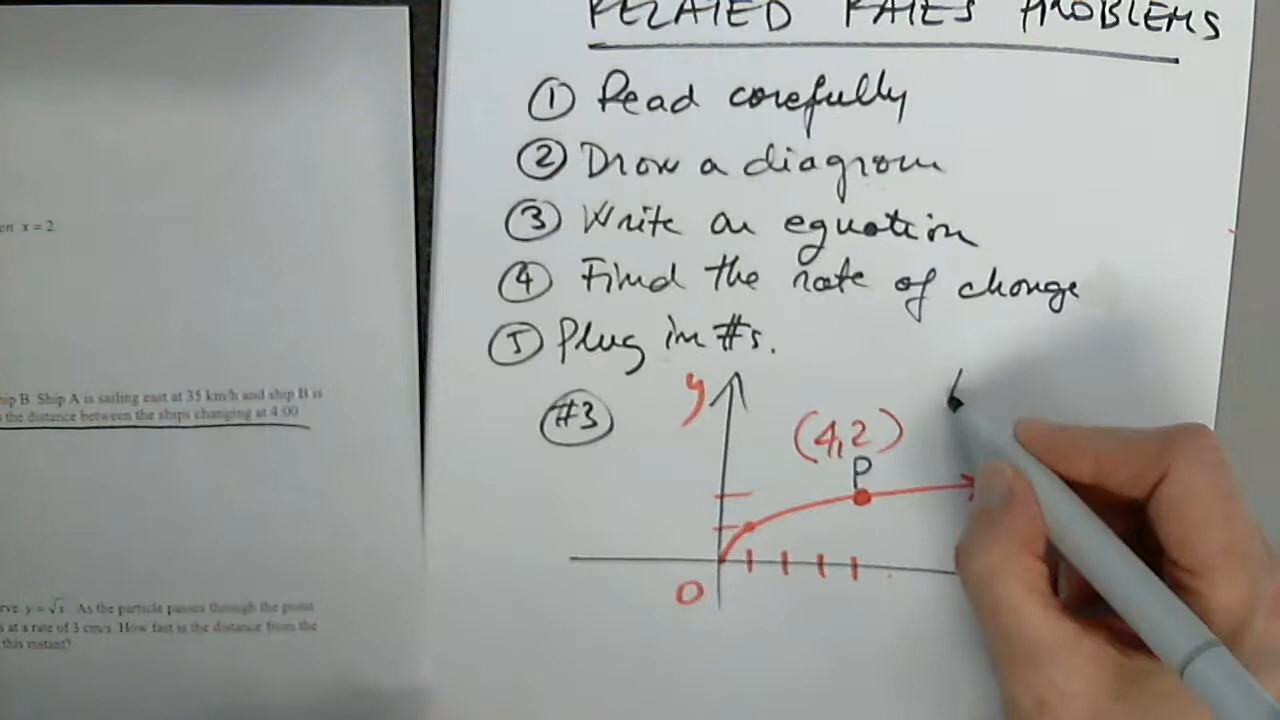 RELATED RATES PROBLEMS
① Read carefully
② Draw a diagram
③ Write an equation
④ Find the rate of change
⑤ Plug in #s.
#3
y
(4,2)
P
O
en x = 2
ip B. Ship A is sailing east at 35 km/h and ship B is
the distance between the ships changing at 4:00
rve y = √x. As the particle passes through the point
s at a rate of 3 cm/s. How fast is the distance from the
this instant?